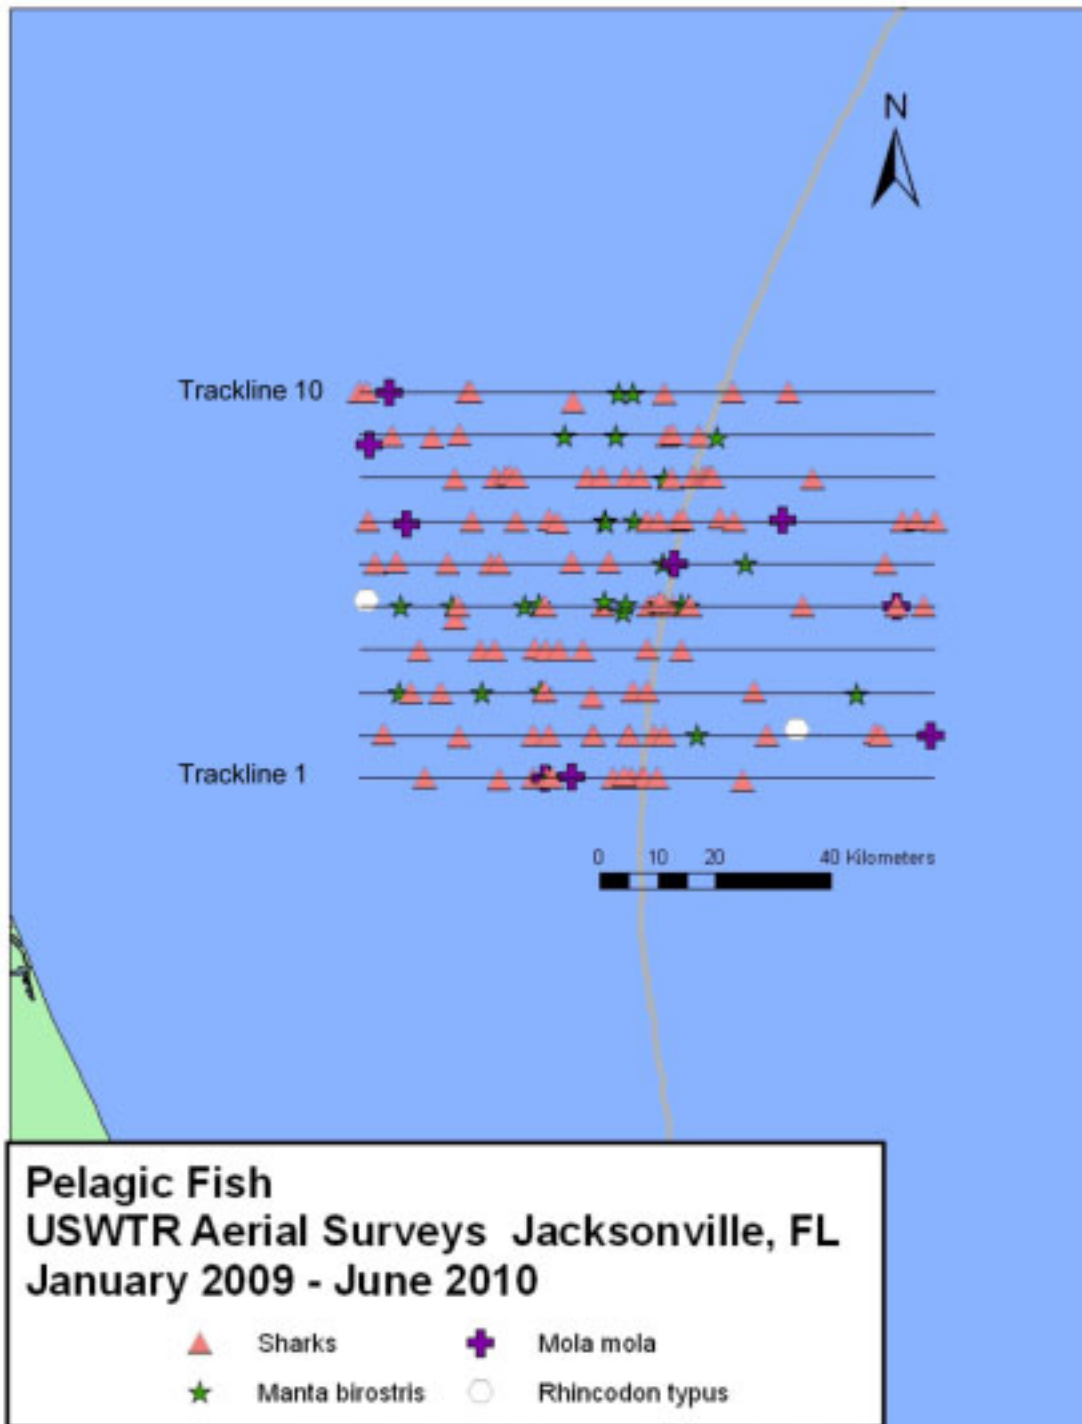 N
Trackline 10
Trackline 1
0 10 20 40 Kilometers
Pelagic Fish
USWTR Aerial Surveys Jacksonville, FL
January 2009 - June 2010
Sharks
Mola mola
Manta birostris
Rhincodon typus